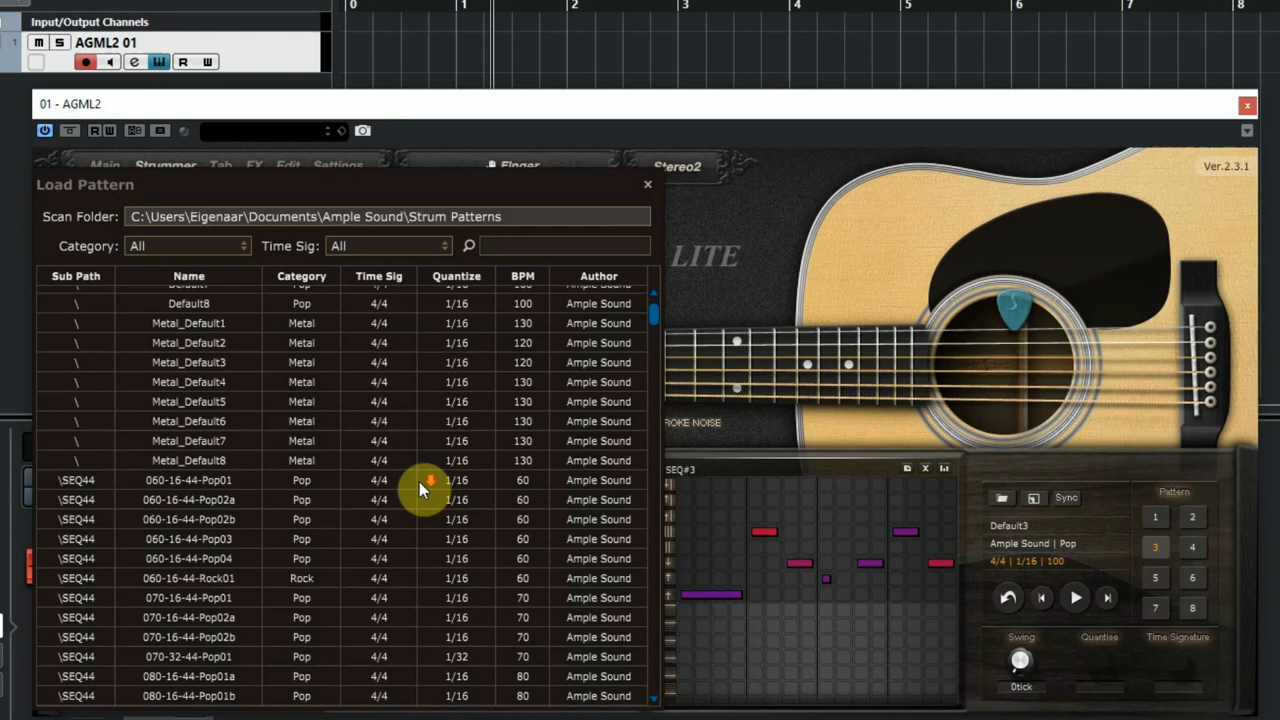 0 1 2 3 4 5 6 7 8
Input/Output Channels
1 M S AGML2 01
e R W
01 - AGML2 x
R W
Main Strummer Tab FX Edit Settings Finger Stereo2 Ver.2.3.1
Load Pattern
Scan Folder: C:\Users\Eigenaar\Documents\Ample Sound\Strum Patterns
Category: All Time Sig: All
LITE
Sub Path Name Category Time Sig Quantize BPM Author
Default7 Pop 4/4 1/16 100 Ample Sound
\ Default8 Pop 4/4 1/16 100 Ample Sound
\ Metal_Default1 Metal 4/4 1/16 130 Ample Sound
\ Metal_Default2 Metal 4/4 1/16 120 Ample Sound
\ Metal_Default3 Metal 4/4 1/16 120 Ample Sound
\ Metal_Default4 Metal 4/4 1/16 130 Ample Sound
\ Metal_Default5 Metal 4/4 1/16 130 Ample Sound
\ Metal_Default6 Metal 4/4 1/16 130 Ample Sound
\ Metal_Default7 Metal 4/4 1/16 130 Ample Sound
\ Metal_Default8 Metal 4/4 1/16 130 Ample Sound
\SEQ44 060-16-44-Pop01 Pop 4/4 1/16 60 Ample Sound
\SEQ44 060-16-44-Pop02a Pop 4/4 1/16 60 Ample Sound
\SEQ44 060-16-44-Pop02b Pop 4/4 1/16 60 Ample Sound
\SEQ44 060-16-44-Pop03 Pop 4/4 1/16 60 Ample Sound
\SEQ44 060-16-44-Pop04 Pop 4/4 1/16 60 Ample Sound
\SEQ44 060-16-44-Rock01 Rock 4/4 1/16 60 Ample Sound
\SEQ44 070-16-44-Pop01 Pop 4/4 1/16 70 Ample Sound
\SEQ44 070-16-44-Pop02a Pop 4/4 1/16 70 Ample Sound
\SEQ44 070-16-44-Pop02b Pop 4/4 1/16 70 Ample Sound
\SEQ44 070-32-44-Pop01 Pop 4/4 1/32 70 Ample Sound
\SEQ44 080-16-44-Pop01a Pop 4/4 1/16 80 Ample Sound
\SEQ44 080-16-44-Pop01b Pop 4/4 1/16 80 Ample Sound
OKE NOISE
SEQ#3 X
Sync
Pattern
Default3
1 2
Ample Sound | Pop
3 4
4/4 | 1/16 | 100
5 6
7 8
Swing Quantise Time Signature
0tick